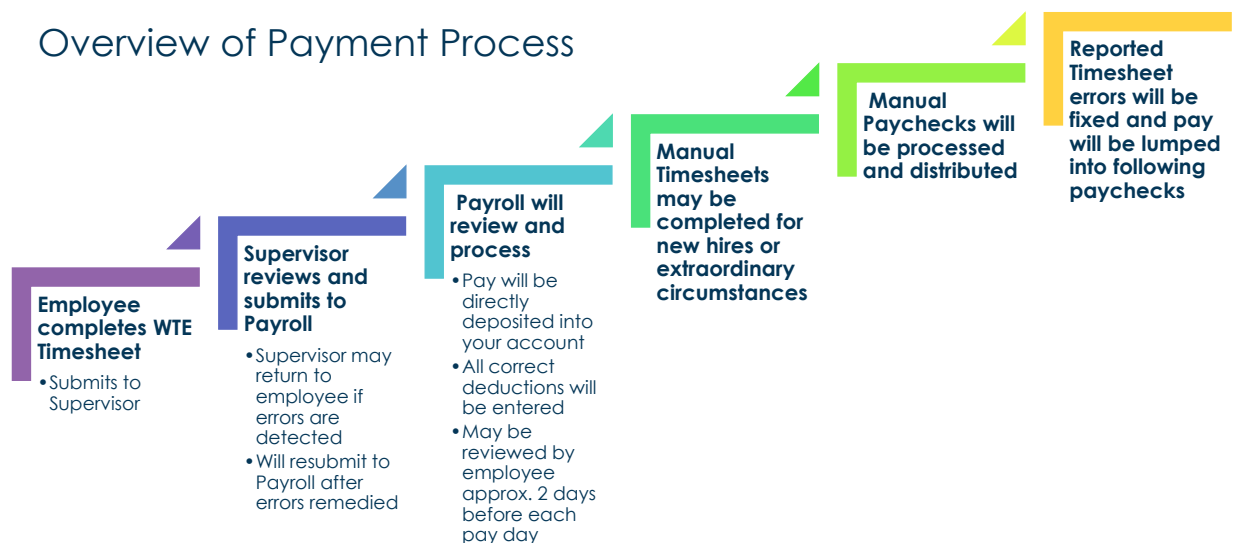 Overview of Payment Process
Employee
completes WTE
Timesheet
•Submits to
Supervisor
Supervisor
reviews and
submits to
Payroll
•Supervisor may
return to
employee if
errors are
detected
•Will resubmit to
Payroll after
errors remedied
Payroll will
review and
process
•Pay will be
directly
deposited into
your account
•All correct
deductions will
be entered
•May be
reviewed by
employee
approx. 2 days
before each
pay day
Manual
Timesheets
may be
completed for
new hires or
extraordinary
circumstances
Manual
Paychecks will
be processed
and distributed
Reported
Timesheet
errors will be
fixed and pay
will be lumped
into following
paychecks